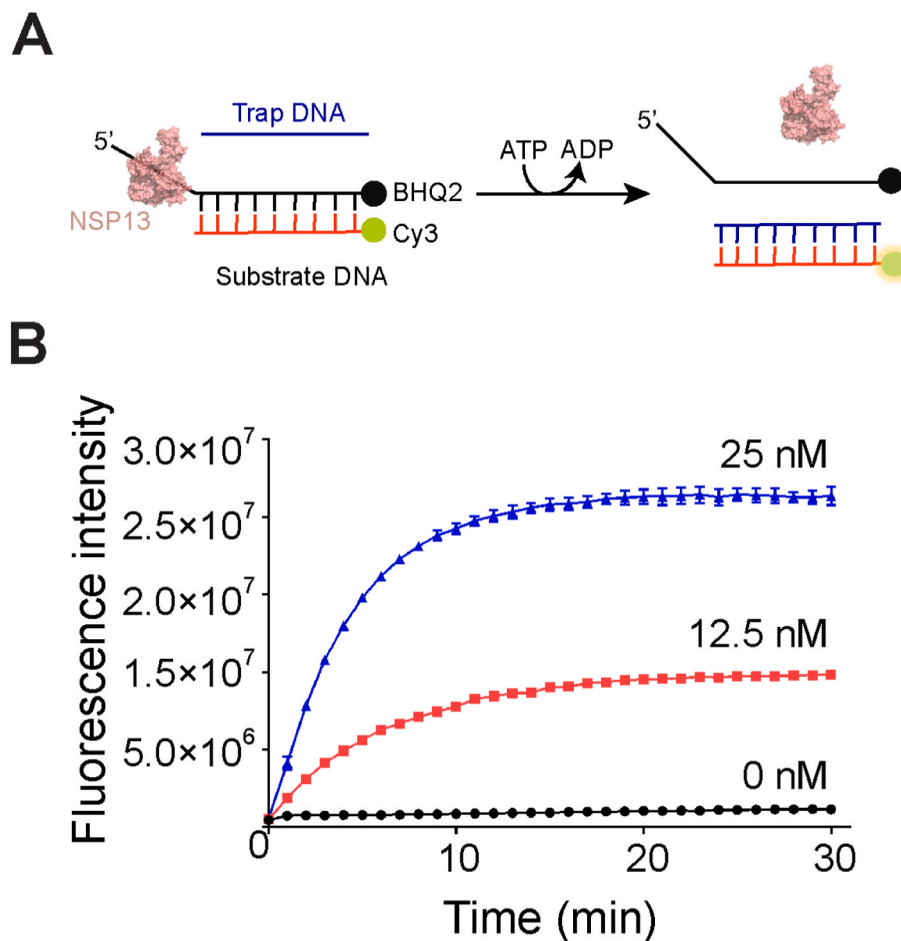 A
Trap DNA
5'
NSP13
BHQ2
Cy3
Substrate DNA
ATP
ADP
5'
B
Fluorescence intensity
3.0×10⁷
2.5×10⁷
2.0×10⁷
1.5×10⁷
5.0×10⁶
25 nM
12.5 nM
0 nM
0
10
20
30
Time (min)